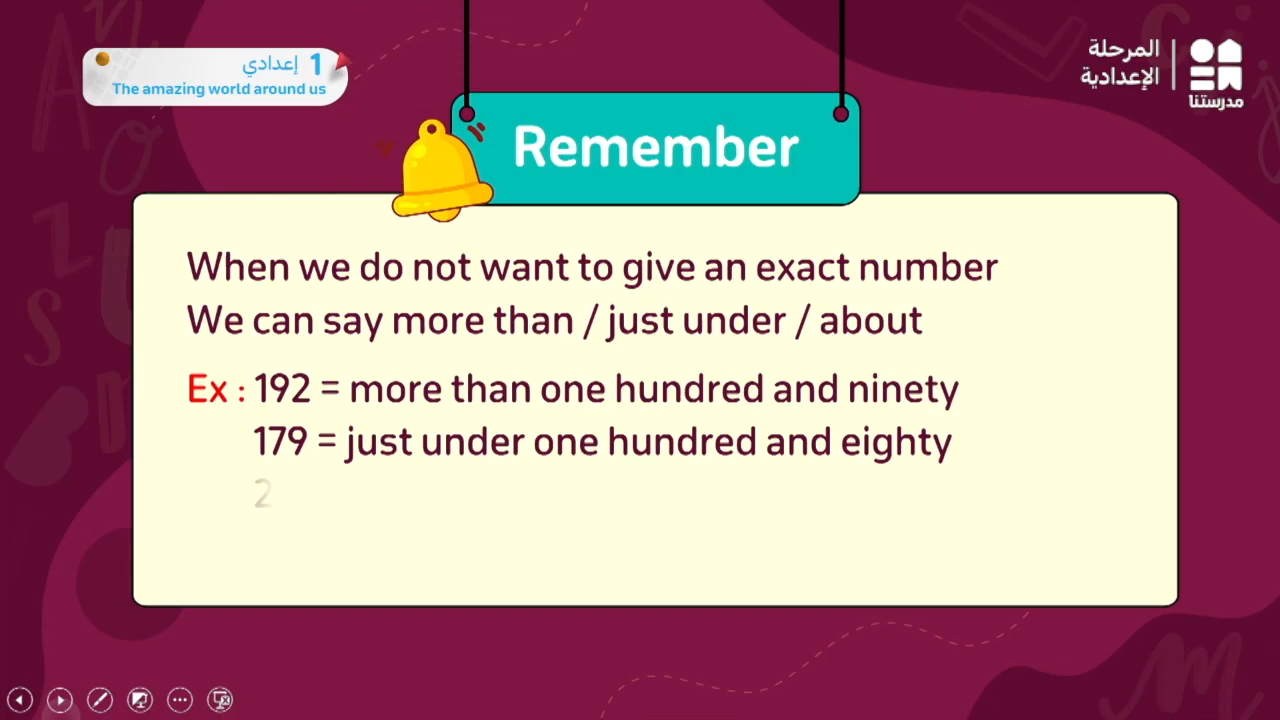 1 إعدادي
The amazing world around us
المرحلة
الإعدادية
مدرستنا
Remember
When we do not want to give an exact number
We can say more than / just under / about
Ex : 192 = more than one hundred and ninety
179 = just under one hundred and eighty
2